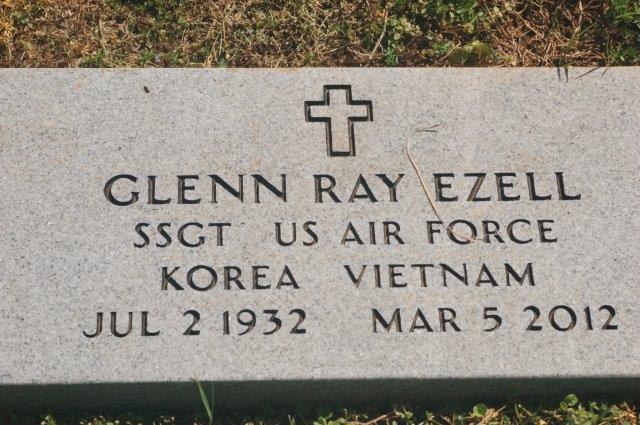 GLENN RAY EZELL
SSGT US AIR FORCE
KOREA VIETNAM
JUL 2 1932 MAR 5 2012